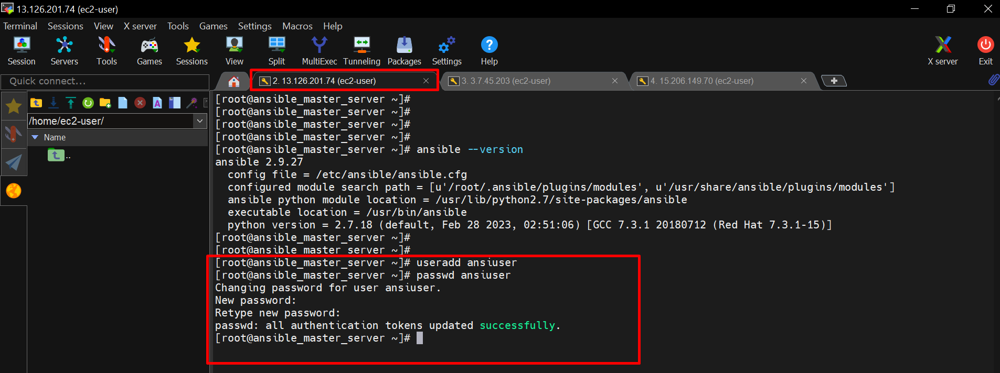 13.126.201.74 (ec2-user)
Terminal Sessions View X server Tools Games Settings Macros Help
Session Servers Tools Games Sessions View Split MultiExec Tunneling Packages Settings Help X server Exit
Quick connect...
2. 13.126.201.74 (ec2-user)
3. 3.7.45.203 (ec2-user)
4. 15.206.149.70 (ec2-user)
/home/ec2-user/
Name
..
[root@ansible_master_server ~]#
[root@ansible_master_server ~]#
[root@ansible_master_server ~]#
[root@ansible_master_server ~]#
[root@ansible_master_server ~]# ansible --version
ansible 2.9.27
  config file = /etc/ansible/ansible.cfg
  configured module search path = [u'/root/.ansible/plugins/modules', u'/usr/share/ansible/plugins/modules']
  ansible python module location = /usr/lib/python2.7/site-packages/ansible
  executable location = /usr/bin/ansible
  python version = 2.7.18 (default, Feb 28 2023, 02:51:06) [GCC 7.3.1 20180712 (Red Hat 7.3.1-15)]
[root@ansible_master_server ~]#
[root@ansible_master_server ~]#
[root@ansible_master_server ~]# useradd ansiuser
[root@ansible_master_server ~]# passwd ansiuser
Changing password for user ansiuser.
New password:
Retype new password:
passwd: all authentication tokens updated successfully.
[root@ansible_master_server ~]#